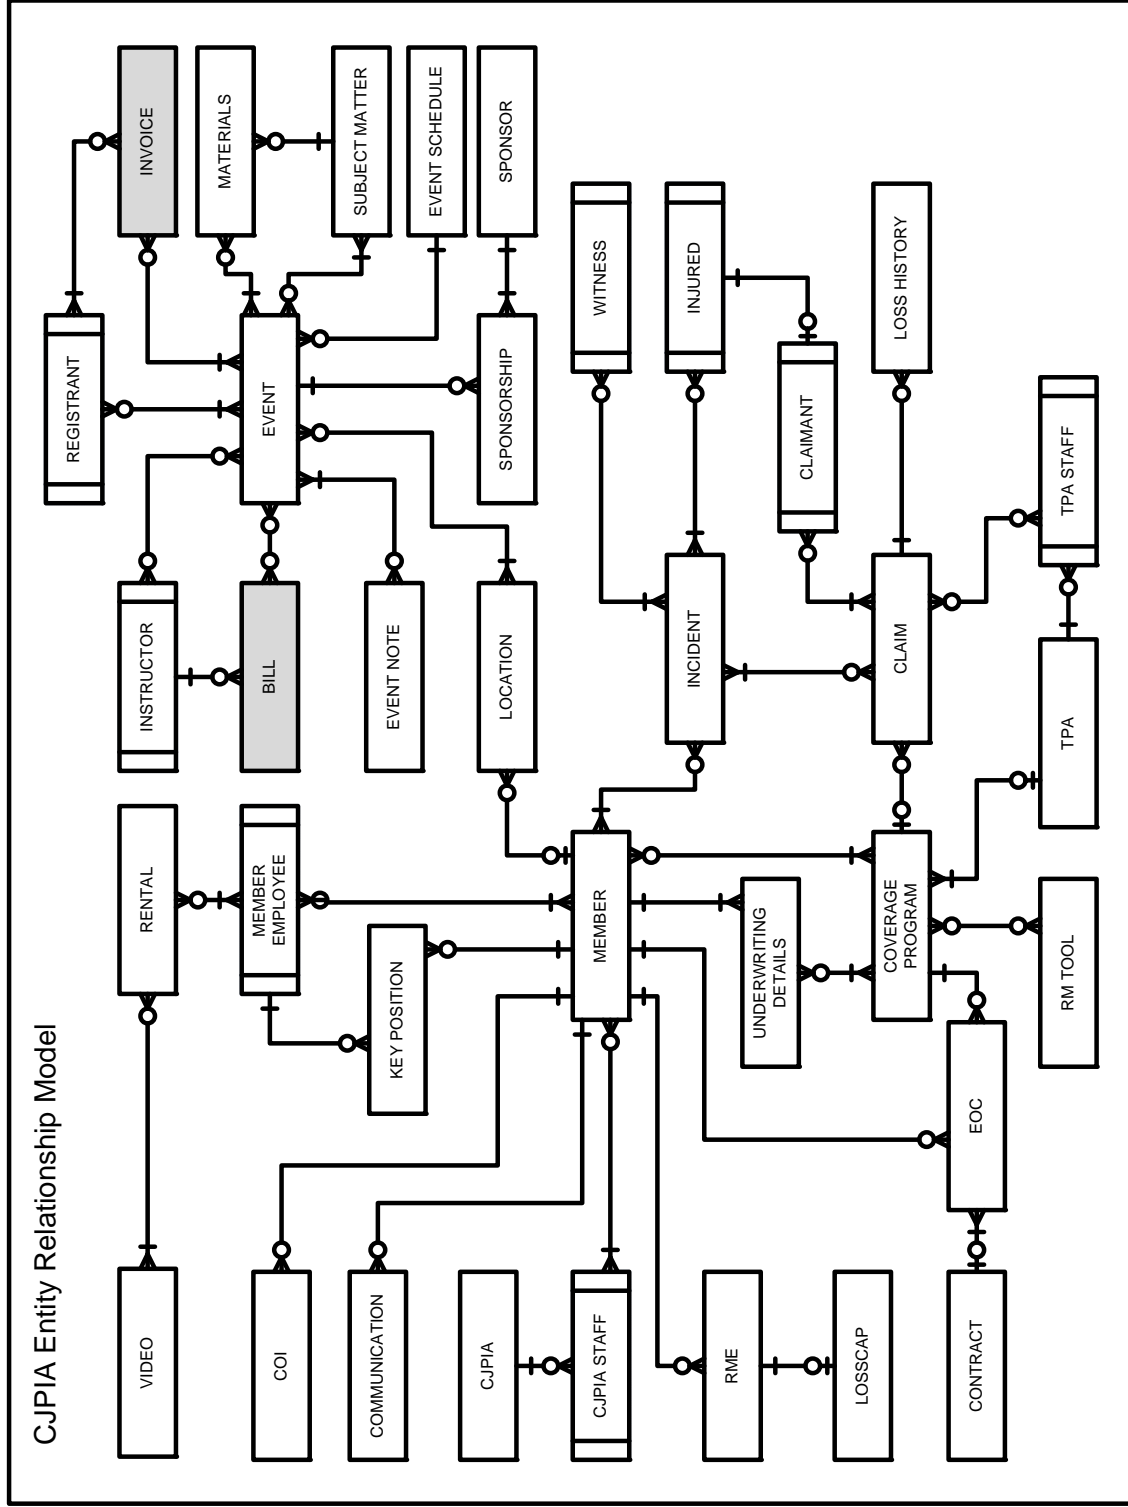 CJPIA Entity Relationship Model
VIDEO
RENTAL
INSTRUCTOR
REGISTRANT
INVOICE
COI
MEMBER
EMPLOYEE
BILL
EVENT
MATERIALS
COMMUNICATION
KEY POSITION
EVENT NOTE
SUBJECT MATTER
EVENT SCHEDULE
CJPIA
LOCATION
SPONSORSHIP
SPONSOR
CJPIA STAFF
MEMBER
WITNESS
RME
INCIDENT
INJURED
UNDERWRITING
DETAILS
CLAIMANT
LOSSCAP
COVERAGE
PROGRAM
CLAIM
LOSS HISTORY
CONTRACT
EOC
RM TOOL
TPA
TPA STAFF